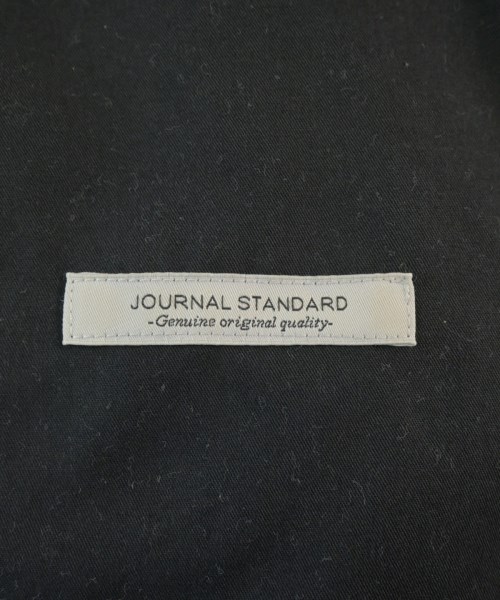 JOURNAL STANDARD
-Genuine original quality-